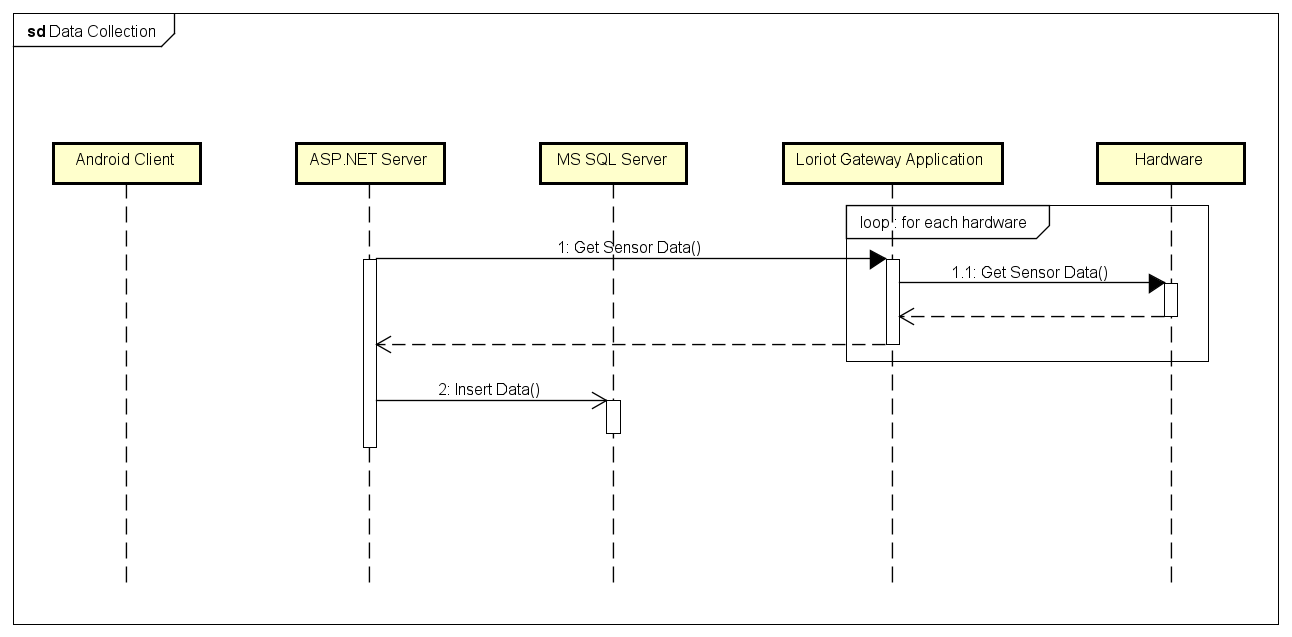 sd Data Collection
Android Client
ASP.NET Server
MS SQL Server
Loriot Gateway Application
Hardware
loop : for each hardware
1: Get Sensor Data()
1.1: Get Sensor Data()
2: Insert Data()